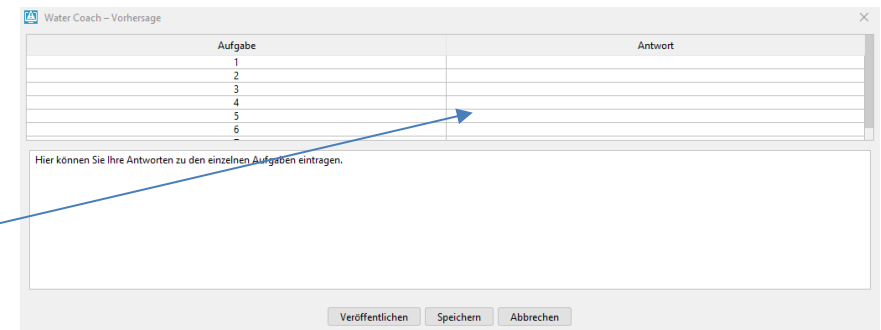 Water Coach – Vorhersage
Aufgabe Antwort
1
2
3
4
5
6
Hier können Sie Ihre Antworten zu den einzelnen Aufgaben eintragen.
Veröffentlichen Speichern Abbrechen